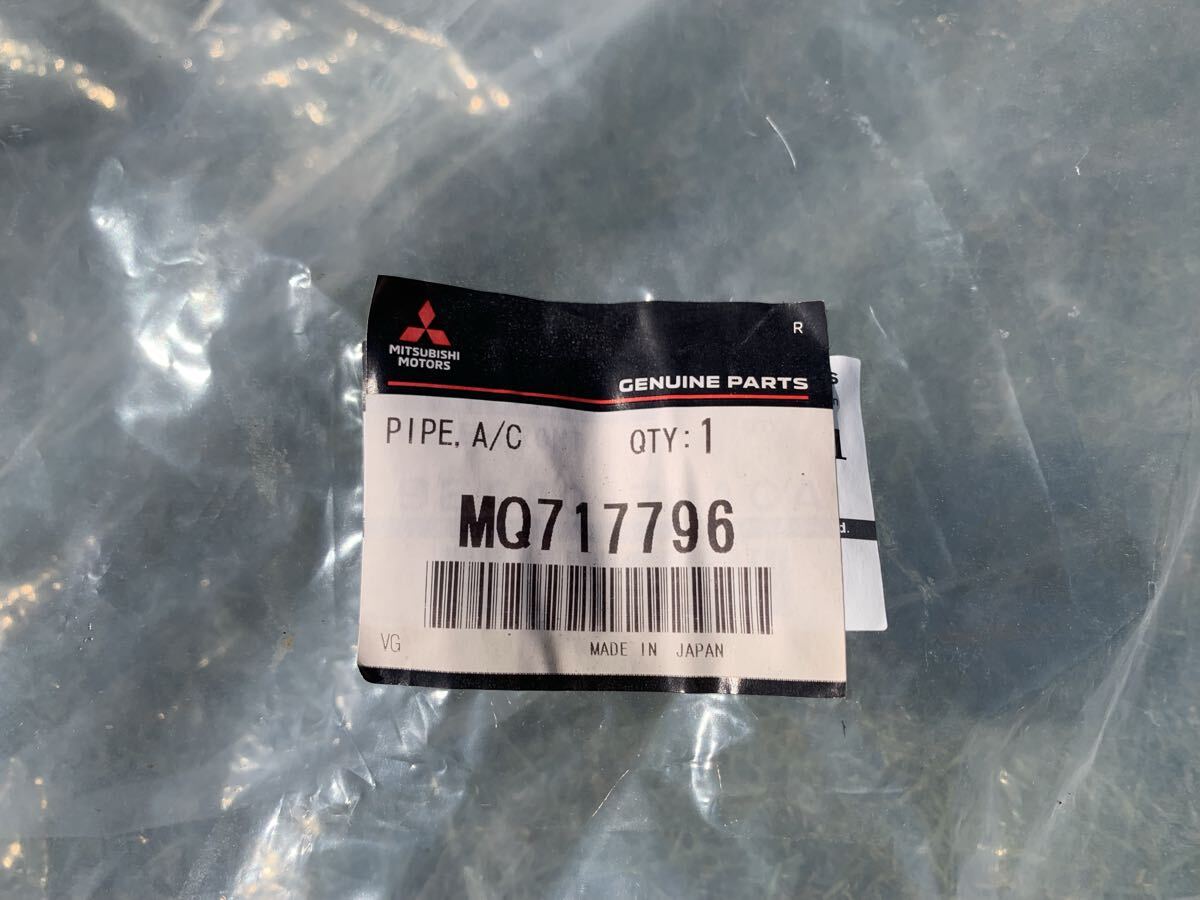 R
MITSUBISHI
MOTORS
GENUINE PARTS
PIPE, A/C QTY: 1
MQ717796
VG MADE IN JAPAN
d.